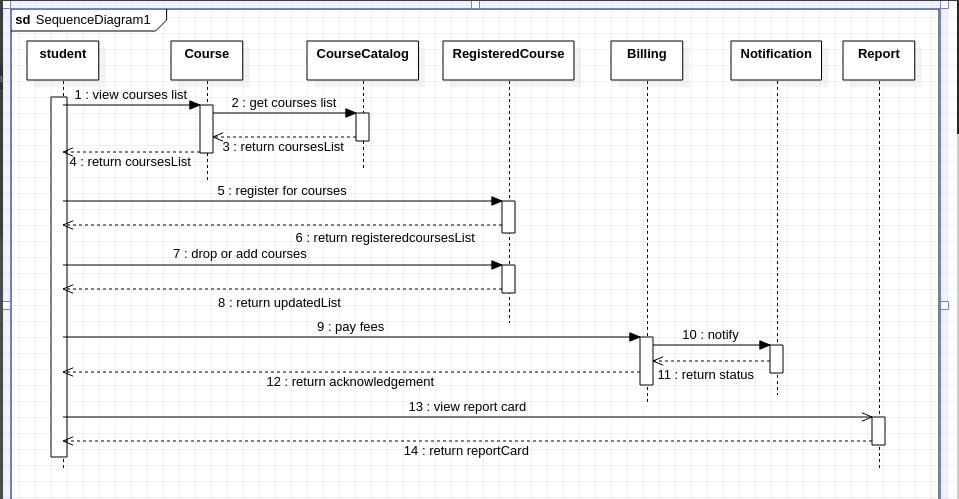 sd SequenceDiagram1
student
Course
CourseCatalog
RegisteredCourse
Billing
Notification
Report
1 : view courses list
2 : get courses list
3 : return coursesList
4 : return coursesList
5 : register for courses
6 : return registeredcoursesList
7 : drop or add courses
8 : return updatedList
9 : pay fees
10 : notify
11 : return status
12 : return acknowledgement
13 : view report card
14 : return reportCard